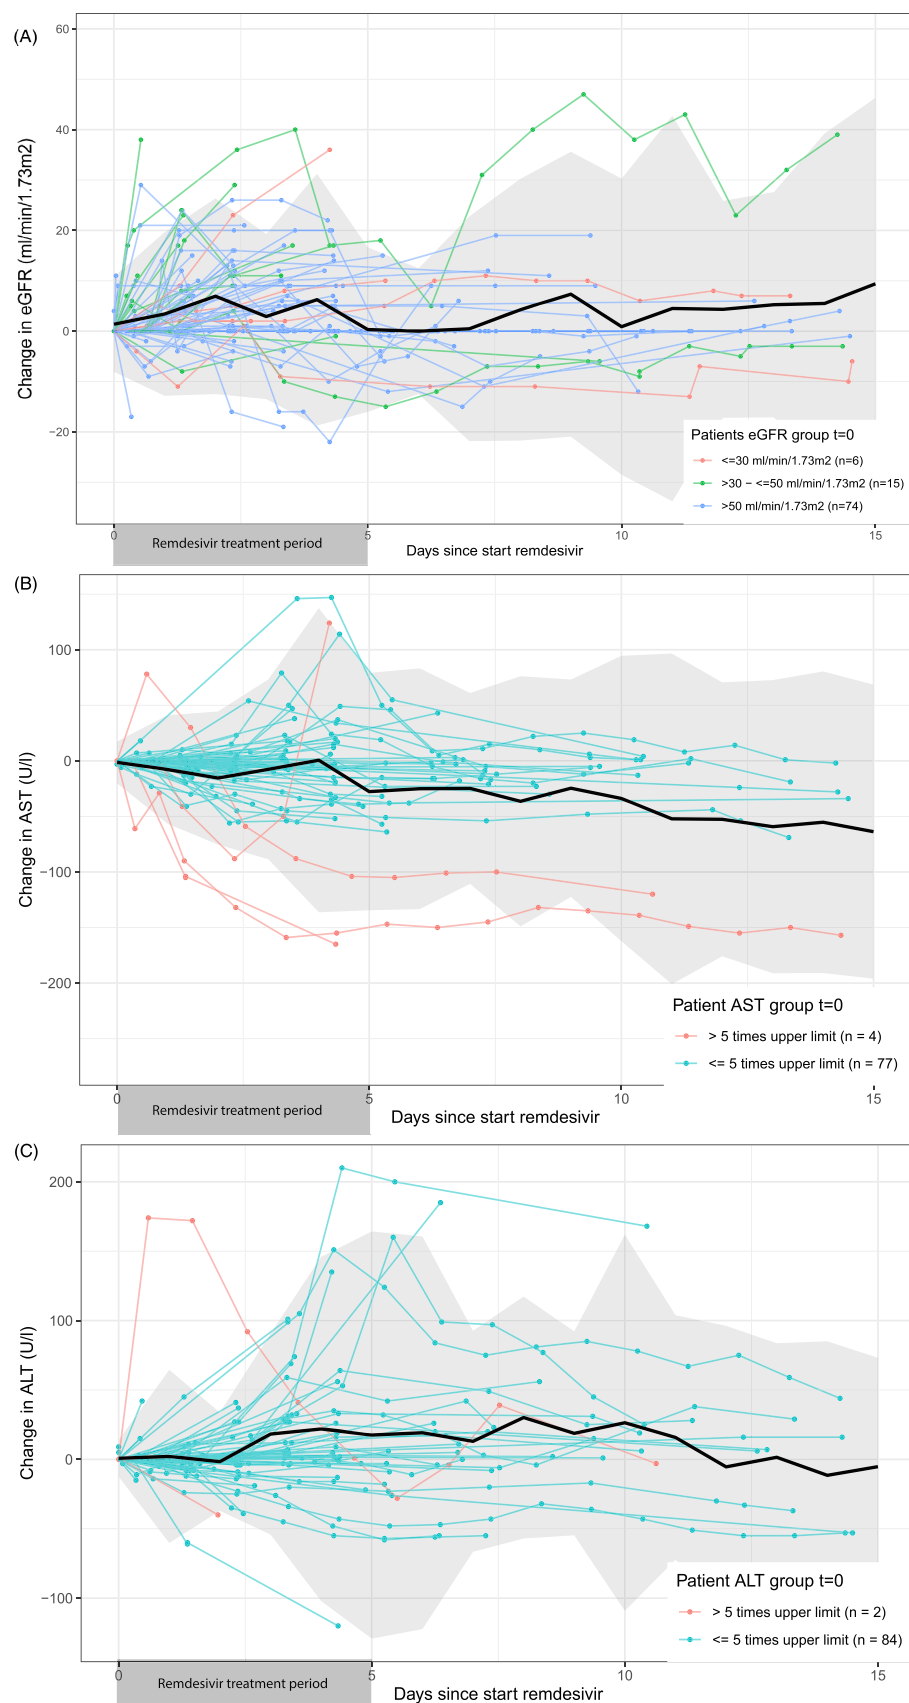 (A)
Change in eGFR (ml/min/1.73m2)
60
40
20
0
−20
Patients eGFR group t=0
<=30 ml/min/1.73m2 (n=6)
>30 − <=50 ml/min/1.73m2 (n=15)
>50 ml/min/1.73m2 (n=74)
0 5 10 15
Remdesivir treatment period
Days since start remdesivir
(B)
Change in AST (U/l)
100
0
−100
−200
Patient AST group t=0
> 5 times upper limit (n = 4)
<= 5 times upper limit (n = 77)
0 5 10 15
Remdesivir treatment period
Days since start remdesivir
(C)
Change in ALT (U/l)
200
100
0
−100
Patient ALT group t=0
> 5 times upper limit (n = 2)
<= 5 times upper limit (n = 84)
0 5 10 15
Remdesivir treatment period
Days since start remdesivir